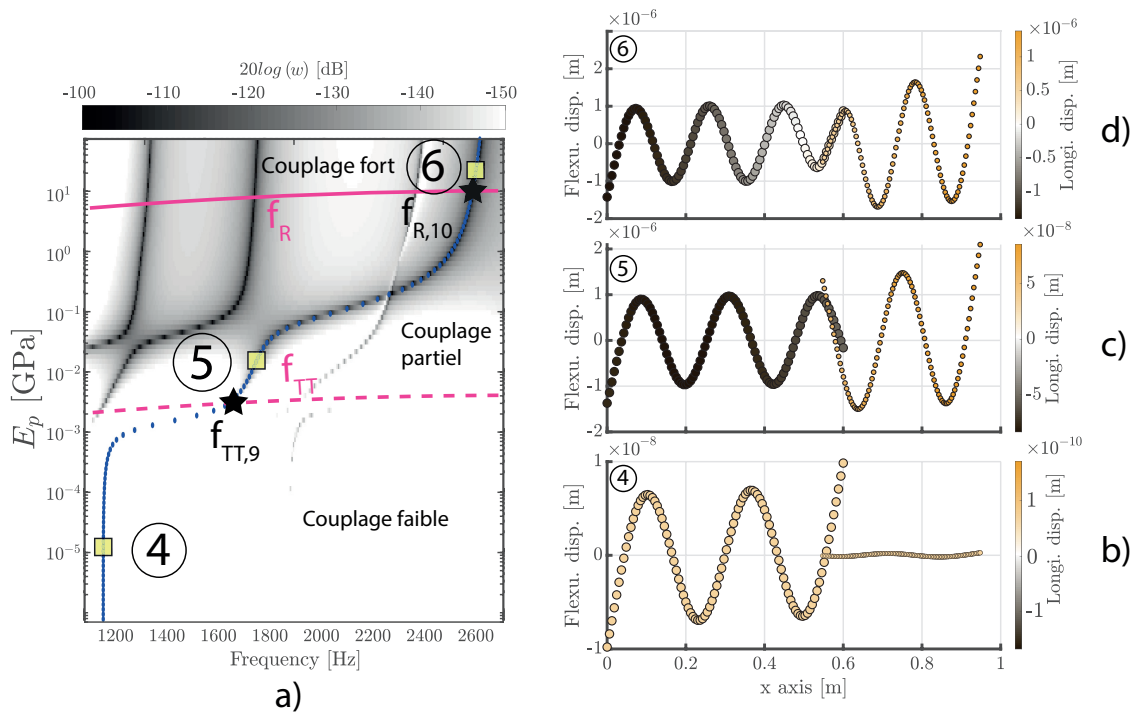 20log (w) [dB]
-100 -110 -120 -140 -150
Couplage fort
6
f_R
f_R,10
Couplage
partiel
5
f_TT
f_TT,9
Couplage faible
4
E_p [GPa]
10^1
10^0
10^-1
10^-2
10^-3
10^-4
10^-5
1200 1400 1600 1800 2000 2200 2400 2600
Frequency [Hz]
a)
×10^-6
6
Flexu. disp. [m]
2
1
0
-1
-2
×10^-6
1
0.5
0
-0.5
-1
Longi. disp. [m]
d)
×10^-6
5
Flexu. disp. [m]
2
1
0
-1
-2
×10^-8
5
0
-5
Longi. disp. [m]
c)
×10^-8
4
Flexu. disp. [m]
1
0
-1
×10^-10
1
0
-1
Longi. disp. [m]
b)
0 0.2 0.4 0.6 0.8 1
x axis [m]